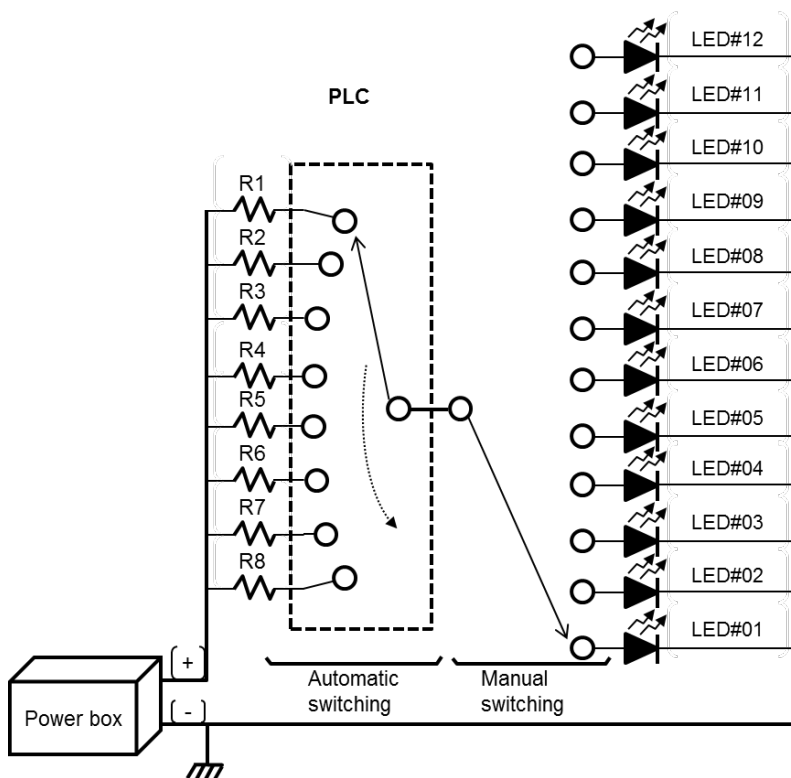 LED#12
LED#11
PLC
LED#10
R1
LED#09
R2
LED#08
R3
LED#07
R4
LED#06
R5
LED#05
R6
LED#04
R7
LED#03
R8
LED#02
LED#01
+
Automatic
switching
Manual
switching
Power box
-